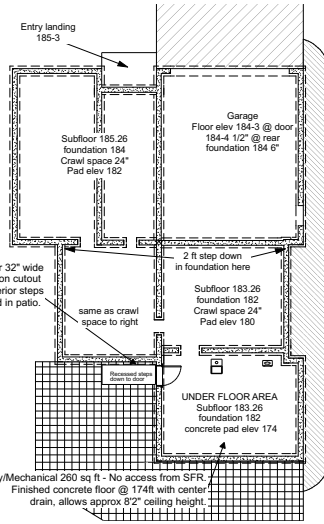 Entry landing
185-3
Garage
Floor elev 184-3 @ door
184-4 1/2" @ rear
foundation 184 6"
Subfloor 185.26
foundation 184
Crawl space 24"
Pad elev 182
2 ft step down
in foundation here
r 32" wide
on cutout
erior steps
d in patio.
same as crawl
space to right
Subfloor 183.26
foundation 182
Crawl space 24"
Pad elev 180
Recessed steps
down to door
UNDER FLOOR AREA
Subfloor 183.26
foundation 182
concrete pad elev 174
y/Mechanical 260 sq ft - No access from SFR.
Finished concrete floor @ 174ft with center
drain, allows approx 8'2" ceiling height.